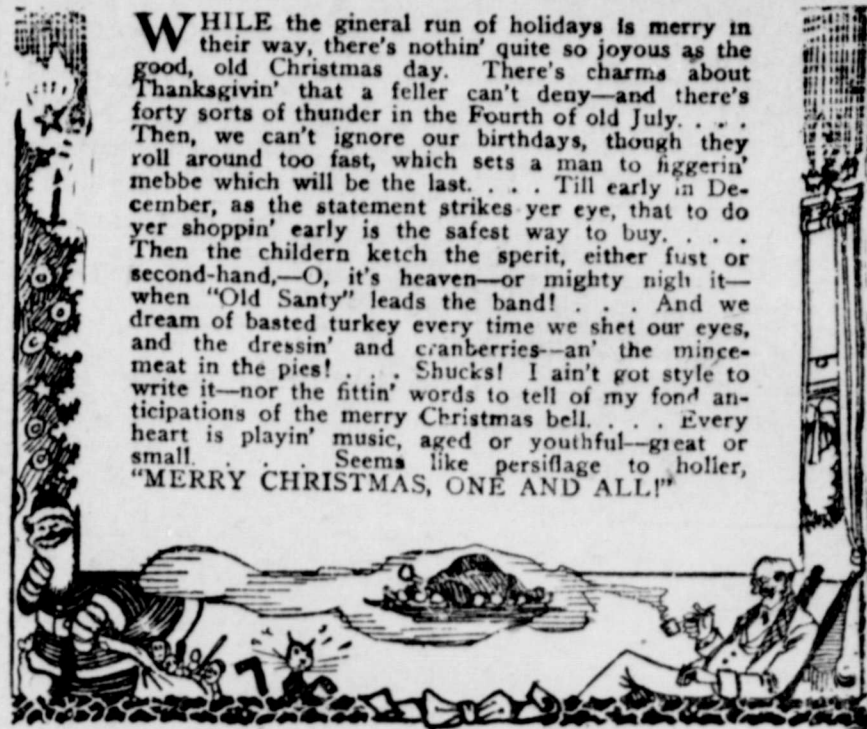 WHILE the gineral run of holidays is merry in
their way, there's nothin' quite so joyous as the
good, old Christmas day. There's charms about
Thanksgivin' that a feller can't deny—and there's
forty sorts of thunder in the Fourth of old July. . . .
Then, we can't ignore our birthdays, though they
roll around too fast, which sets a man to figgerin'
mebbe which will be the last. . . . Till early in De-
cember, as the statement strikes yer eye, that to do
yer shoppin' early is the safest way to buy. . . .
Then the childern ketch the sperit, either fust or
second-hand,—O, it's heaven—or mighty nigh it—
when "Old Santy" leads the band! . . . And we
dream of basted turkey every time we shet our eyes,
and the dressin' and cranberries—an' the mince-
meat in the pies! . . . Shucks! I ain't got style to
write it—nor the fittin' words to tell of my fond an-
ticipations of the merry Christmas bell. . . . Every
heart is playin' music, aged or youthful—great or
small. . . . Seems like persiflage to holler,
"MERRY CHRISTMAS, ONE AND ALL!"